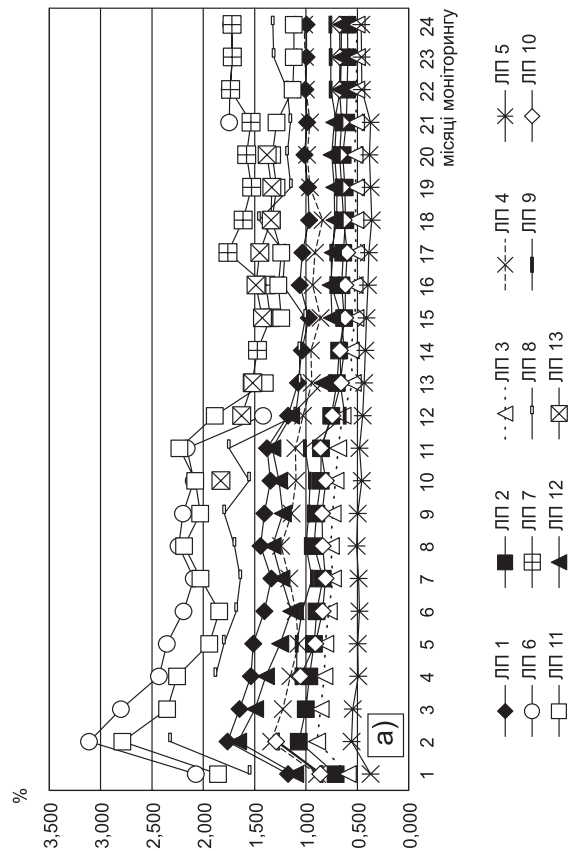 %
3,500
3,000
2,500
2,000
1,500
1,000
0,500
0,000
а)
1 2 3 4 5 6 7 8 9 10 11 12 13 14 15 16 17 18 19 20 21 22 23 24
місяці моніторингу
ЛП 1
ЛП 2
ЛП 3
ЛП 4
ЛП 5
ЛП 6
ЛП 7
ЛП 8
ЛП 9
ЛП 10
ЛП 11
ЛП 12
ЛП 13